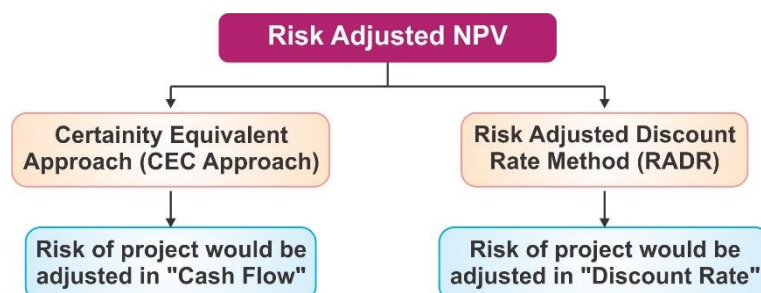 Risk Adjusted NPV
Certainity Equivalent
Approach (CEC Approach)
Risk Adjusted Discount
Rate Method (RADR)
Risk of project would be
adjusted in "Cash Flow"
Risk of project would be
adjusted in "Discount Rate"